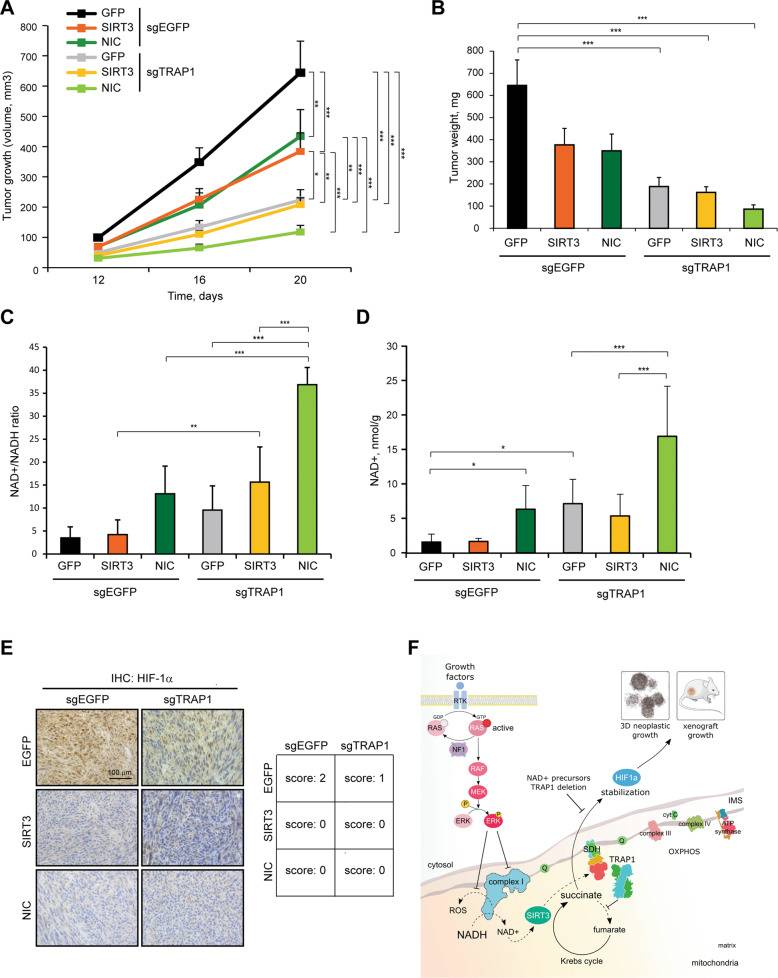 A
GFP
SIRT3
NIC
sgEGFP
GFP
SIRT3
NIC
sgTRAP1
Tumor growth (volume, mm3)
800
700
600
500
400
300
200
100
0
12
16
20
Time, days
**
***
*
**
***
**
***
***
***
***
***
B
Tumor weight, mg
800
700
600
500
400
300
200
100
0
***
***
***
GFP
SIRT3
NIC
GFP
SIRT3
NIC
sgEGFP
sgTRAP1
C
NAD+/NADH ratio
45
40
35
30
25
20
15
10
5
0
***
***
***
**
GFP
SIRT3
NIC
GFP
SIRT3
NIC
sgEGFP
sgTRAP1
D
NAD+, nmol/g
30
25
20
15
10
5
0
***
***
*
*
GFP
SIRT3
NIC
GFP
SIRT3
NIC
sgEGFP
sgTRAP1
E
IHC: HIF-1α
sgEGFP
sgTRAP1
EGFP
SIRT3
NIC
100 µm
sgEGFP
sgTRAP1
EGFP
score: 2
score: 1
SIRT3
score: 0
score: 0
NIC
score: 0
score: 0
F
Growth
factors
RTK
GDP
GTP
RAS
RAS
active
NF1
RAF
MEK
P
ERK
ERK
P
cytosol
complex I
ROS
NADH
NAD+
SIRT3
Q
SDH
Q
TRAP1
succinate
fumarate
Krebs cycle
NAD+ precursors
TRAP1 deletion
HIF1a
stabilization
3D neoplastic
growth
xenograft
growth
IMS
cyt C
complex III
complex IV
ATP
synthase
OXPHOS
matrix
mitochondria